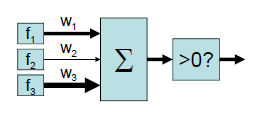 f₁ w₁
f₂ w₂
f₃ w₃
Σ
>0?